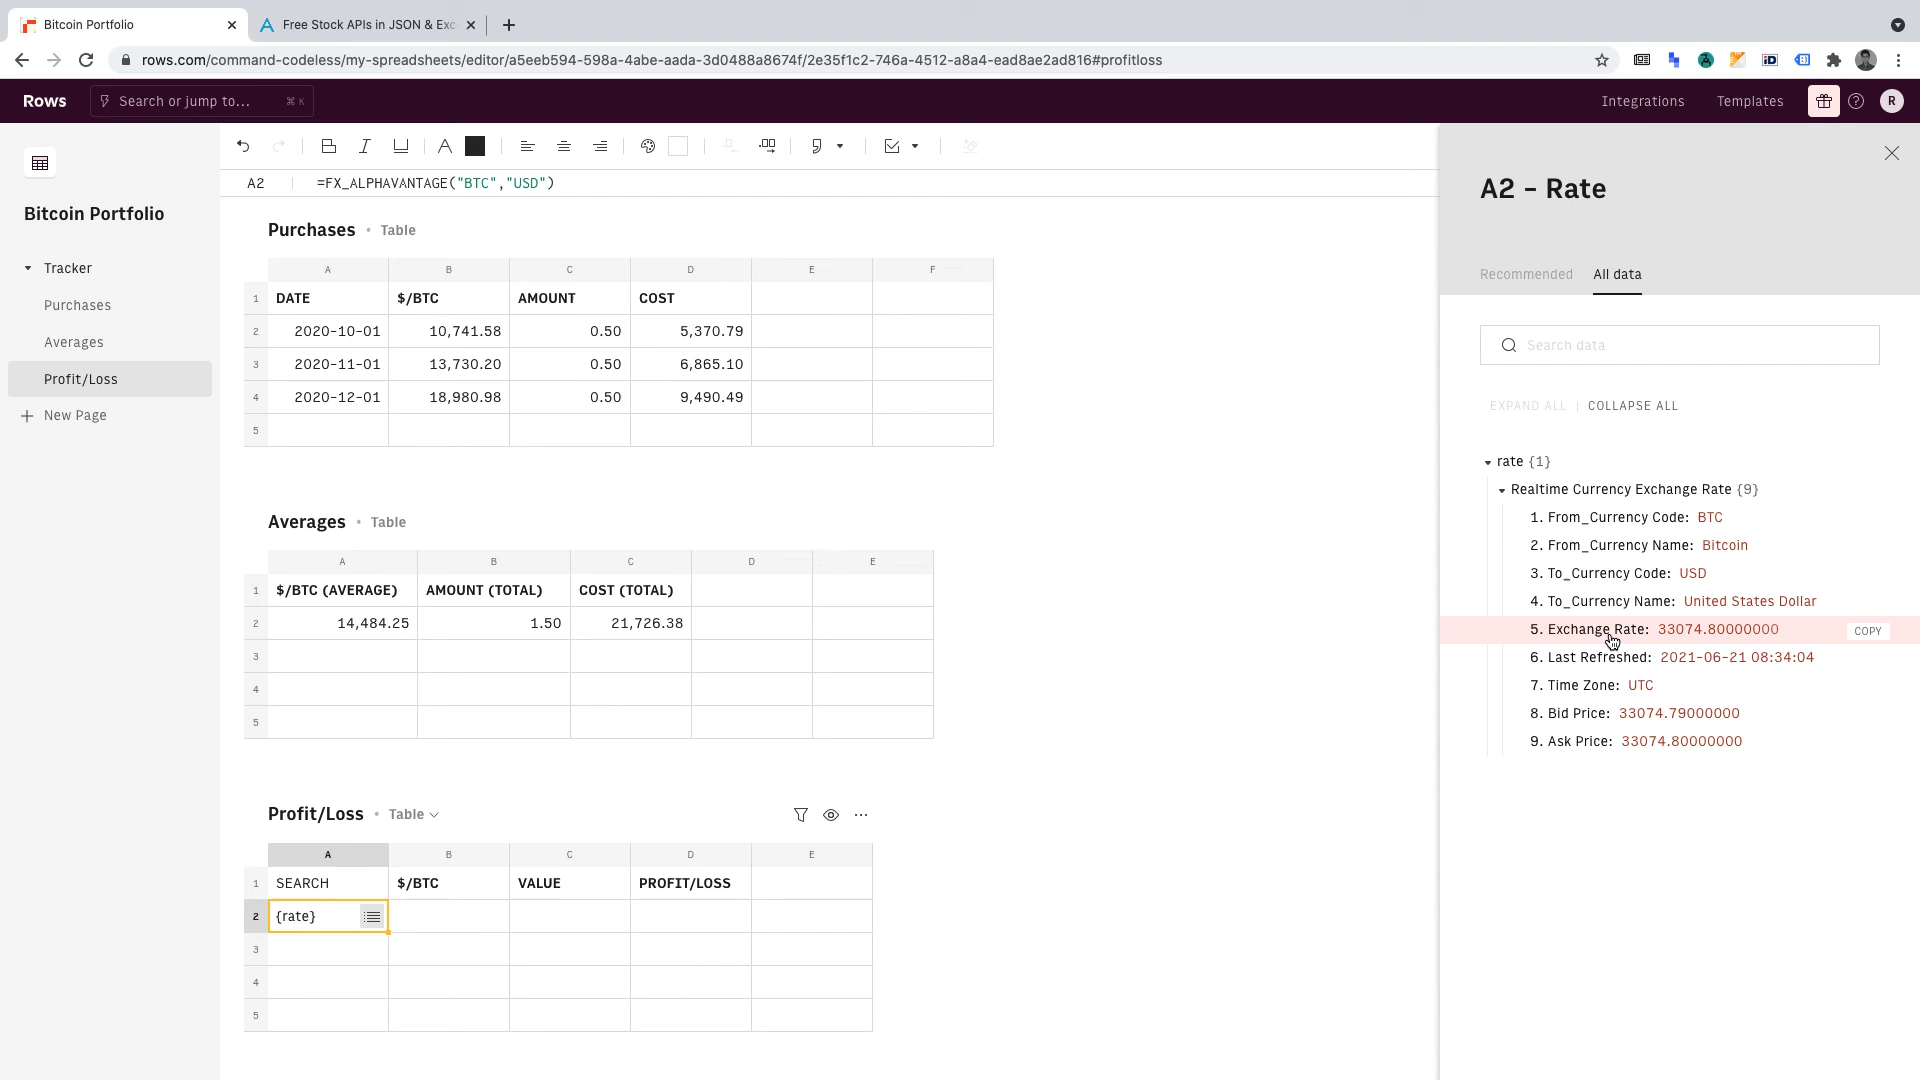 Bitcoin Portfolio
Free Stock APIs in JSON & Exc
rows.com/command-codeless/my-spreadsheets/editor/a5eeb594-598a-4abe-aada-3d0488a8674f/2e35f1c2-746a-4512-a8a4-ead8ae2ad816#profitloss
Rows
Search or jump to... ⌘ K
Integrations
Templates
R
Bitcoin Portfolio
Tracker
Purchases
Averages
Profit/Loss
New Page
A2 =FX_ALPHAVANTAGE("BTC","USD")
Purchases • Table
A B C D E F
1 DATE $/BTC AMOUNT COST
2 2020-10-01 10,741.58 0.50 5,370.79
3 2020-11-01 13,730.20 0.50 6,865.10
4 2020-12-01 18,980.98 0.50 9,490.49
5
Averages • Table
A B C D E
1 $/BTC (AVERAGE) AMOUNT (TOTAL) COST (TOTAL)
2 14,484.25 1.50 21,726.38
3
4
5
Profit/Loss • Table
A B C D E
1 SEARCH $/BTC VALUE PROFIT/LOSS
2 {rate}
3
4
5
A2 - Rate
Recommended All data
Search data
EXPAND ALL | COLLAPSE ALL
rate {1}
Realtime Currency Exchange Rate {9}
1. From_Currency Code: BTC
2. From_Currency Name: Bitcoin
3. To_Currency Code: USD
4. To_Currency Name: United States Dollar
5. Exchange Rate: 33074.80000000 COPY
6. Last Refreshed: 2021-06-21 08:34:04
7. Time Zone: UTC
8. Bid Price: 33074.79000000
9. Ask Price: 33074.80000000